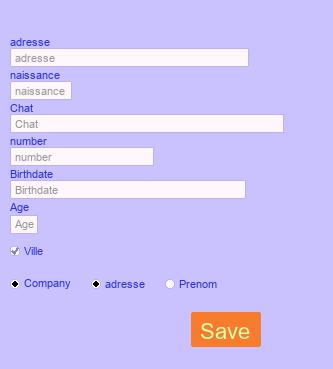 adresse
adresse
naissance
naissance
Chat
Chat
number
number
Birthdate
Birthdate
Age
Age
Ville
Company adresse Prenom
Save